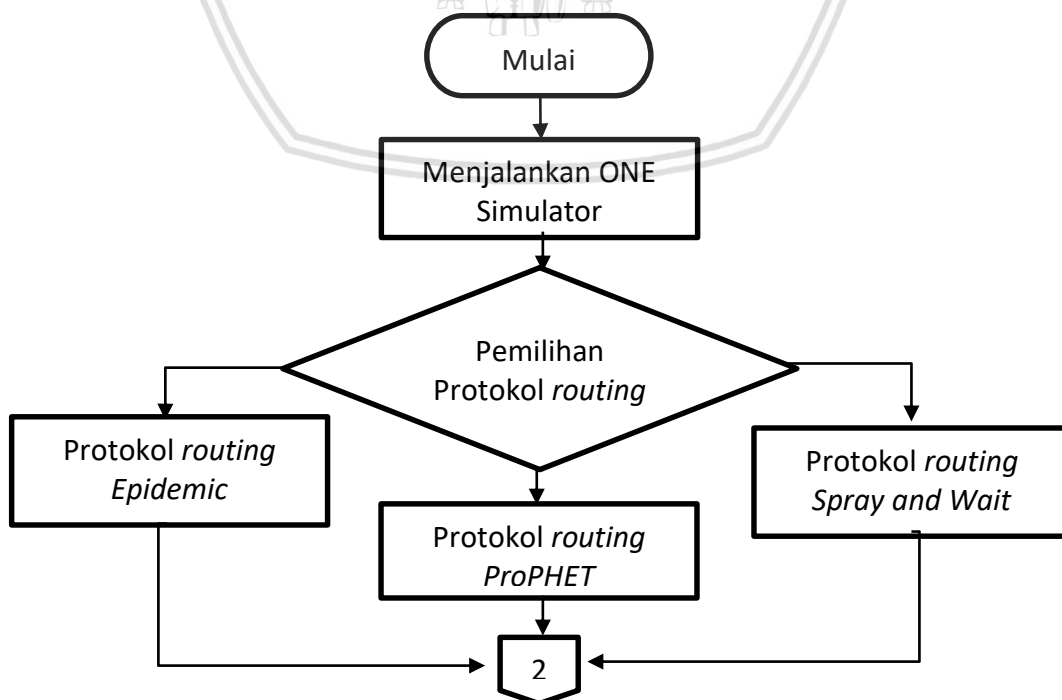 Mulai
Menjalankan ONE
Simulator
Pemilihan
Protokol routing
Protokol routing
Epidemic
Protokol routing
ProPHET
Protokol routing
Spray and Wait
2